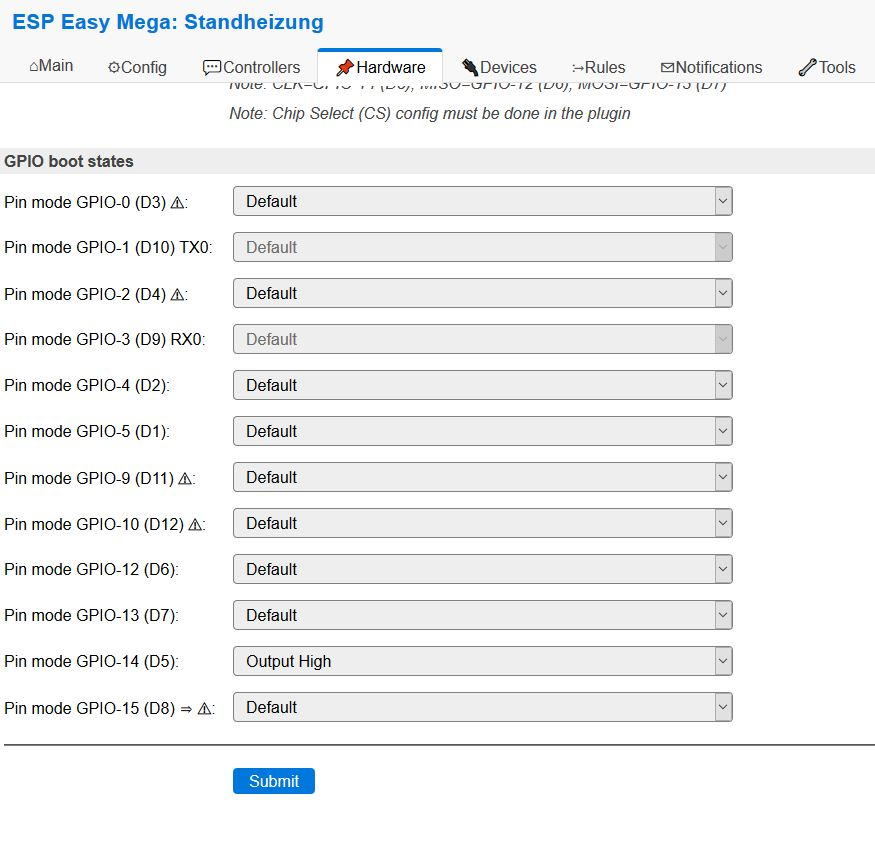 ESP Easy Mega: Standheizung
⌂Main ⚙Config 💬Controllers 📌Hardware 🔌Devices Rules ✉Notifications 🔧Tools
Note: CLK=GPIO-14 (D5), MISO=GPIO-12 (D6), MOSI=GPIO-13 (D7)
Note: Chip Select (CS) config must be done in the plugin
GPIO boot states
Pin mode GPIO-0 (D3) ⚠: Default
Pin mode GPIO-1 (D10) TX0: Default
Pin mode GPIO-2 (D4) ⚠: Default
Pin mode GPIO-3 (D9) RX0: Default
Pin mode GPIO-4 (D2): Default
Pin mode GPIO-5 (D1): Default
Pin mode GPIO-9 (D11) ⚠: Default
Pin mode GPIO-10 (D12) ⚠: Default
Pin mode GPIO-12 (D6): Default
Pin mode GPIO-13 (D7): Default
Pin mode GPIO-14 (D5): Output High
Pin mode GPIO-15 (D8) ⇒ ⚠: Default
Submit